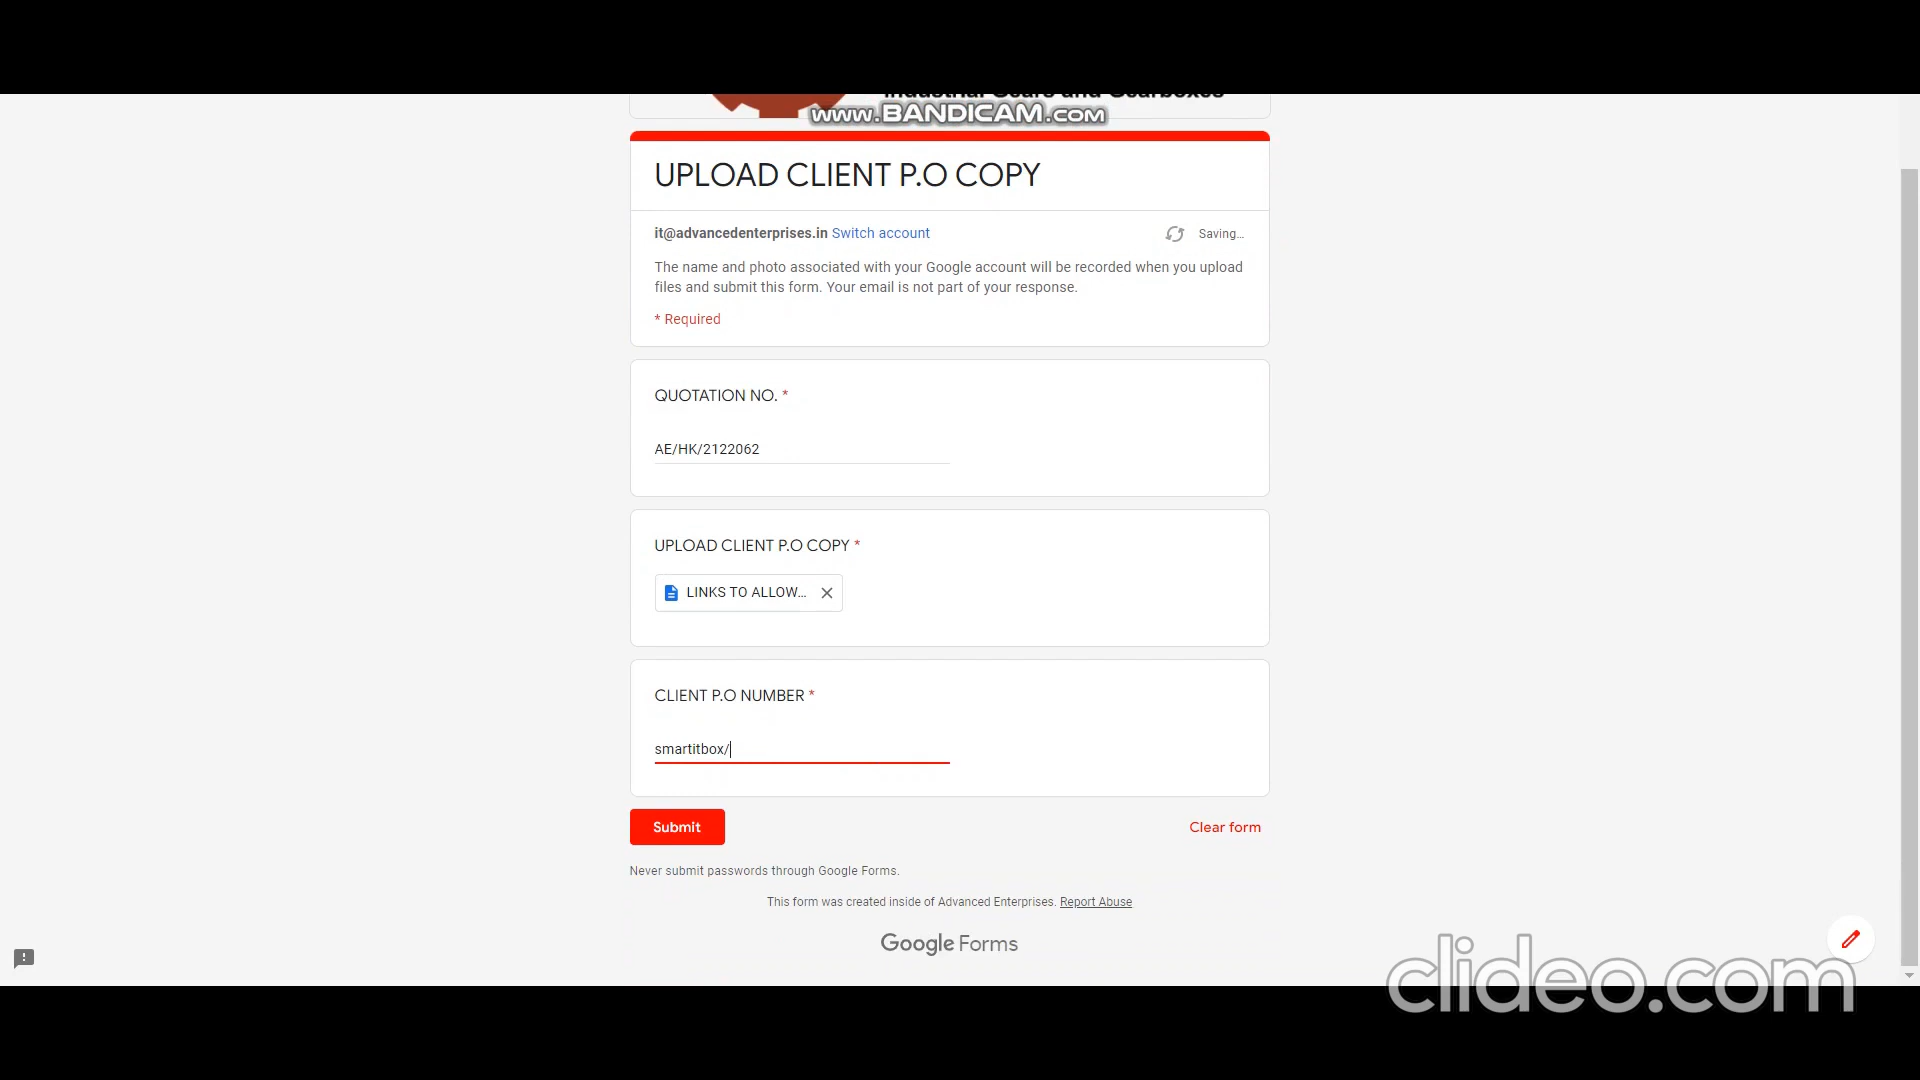 Industrial Gears and Gearboxes
www.BANDICAM.com
UPLOAD CLIENT P.O COPY
it@advancedenterprises.in Switch account
Saving...
The name and photo associated with your Google account will be recorded when you upload
files and submit this form. Your email is not part of your response.
* Required
QUOTATION NO. *
AE/HK/2122062
UPLOAD CLIENT P.O COPY *
LINKS TO ALLOW...
CLIENT P.O NUMBER *
smartitbox/
Submit
Clear form
Never submit passwords through Google Forms.
This form was created inside of Advanced Enterprises. Report Abuse
Google Forms
clideo.com